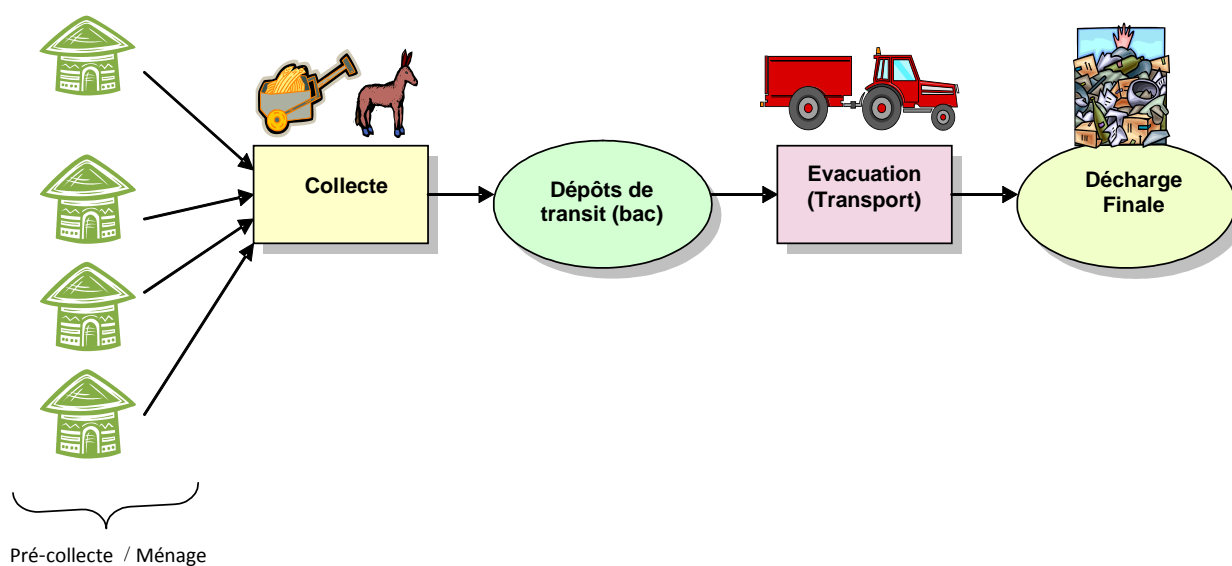 Collecte
Dépôts de
transit (bac)
Evacuation
(Transport)
Décharge
Finale
Pré-collecte / Ménage